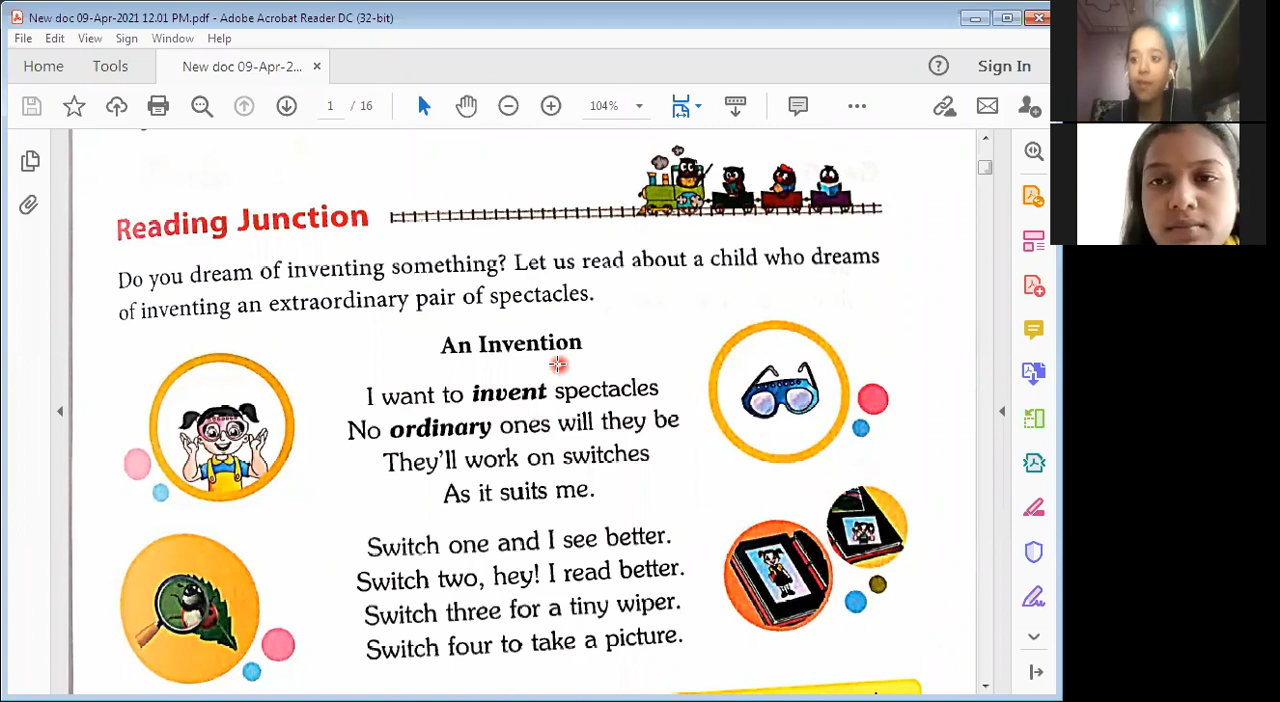 New doc 09-Apr-2021 12.01 PM.pdf - Adobe Acrobat Reader DC (32-bit)
File Edit View Sign Window Help
Home Tools New doc 09-Apr-2... × Sign In
1 / 16 104%
Reading Junction
Do you dream of inventing something? Let us read about a child who dreams
of inventing an extraordinary pair of spectacles.
An Invention
I want to invent spectacles
No ordinary ones will they be
They'll work on switches
As it suits me.
Switch one and I see better.
Switch two, hey! I read better.
Switch three for a tiny wiper.
Switch four to take a picture.